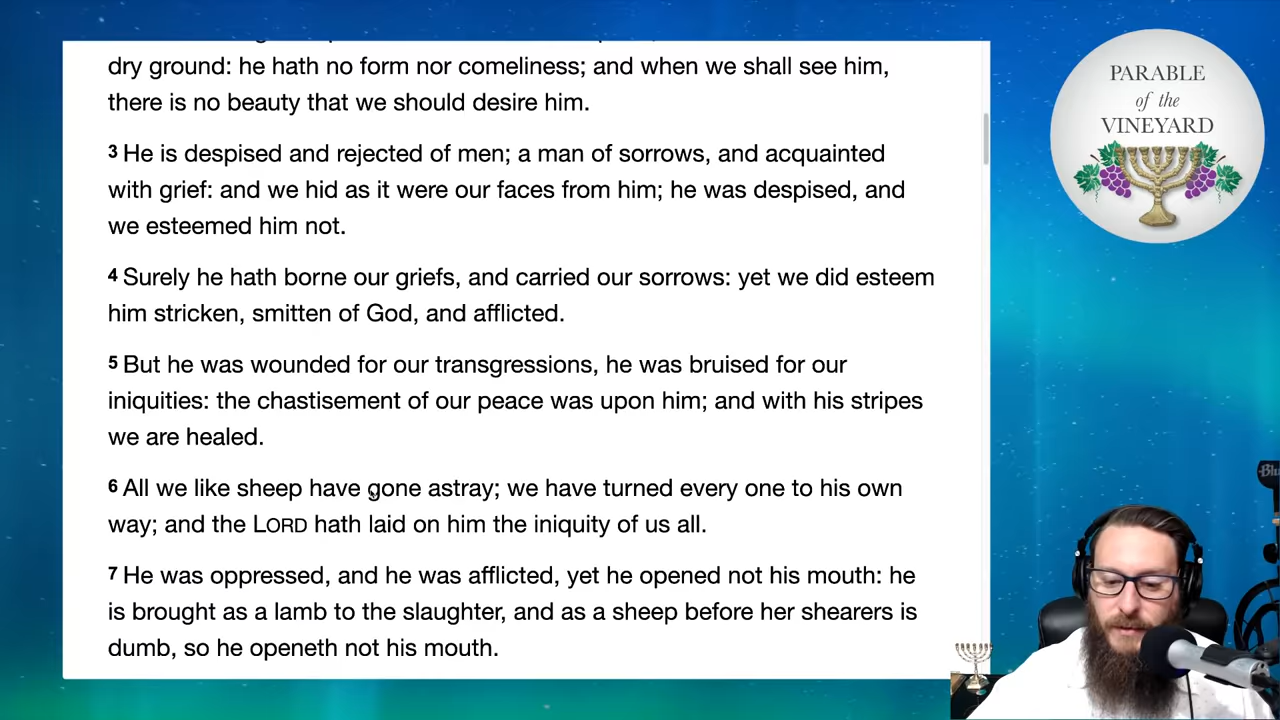 dry ground: he hath no form nor comeliness; and when we shall see him,
there is no beauty that we should desire him.
3 He is despised and rejected of men; a man of sorrows, and acquainted
with grief: and we hid as it were our faces from him; he was despised, and
we esteemed him not.
4 Surely he hath borne our griefs, and carried our sorrows: yet we did esteem
him stricken, smitten of God, and afflicted.
5 But he was wounded for our transgressions, he was bruised for our
iniquities: the chastisement of our peace was upon him; and with his stripes
we are healed.
6 All we like sheep have gone astray; we have turned every one to his own
way; and the LORD hath laid on him the iniquity of us all.
7 He was oppressed, and he was afflicted, yet he opened not his mouth: he
is brought as a lamb to the slaughter, and as a sheep before her shearers is
dumb, so he openeth not his mouth.
PARABLE
of the
VINEYARD
Blu